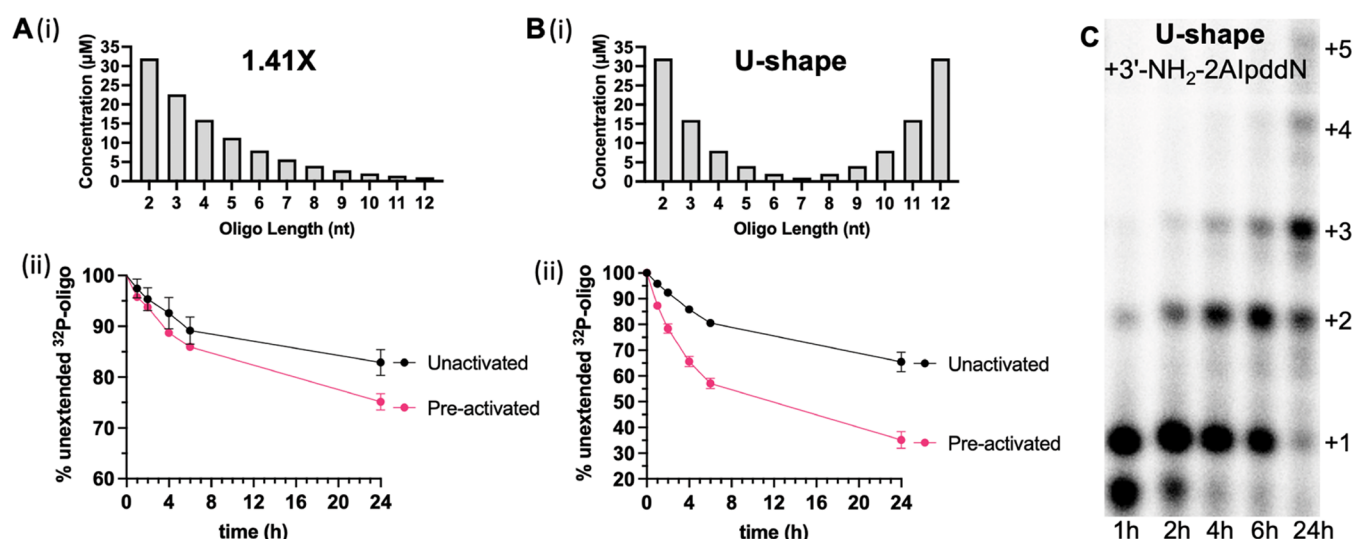 A(i)
1.41X
Concentration (µM)
35
30
25
20
15
10
5
0
2 3 4 5 6 7 8 9 10 11 12
Oligo Length (nt)
(ii)
% unextended ³²P-oligo
100
90
80
70
60
0 4 8 12 16 20 24
time (h)
Unactivated
Pre-activated
B(i)
U-shape
Concentration (µM)
35
30
25
20
15
10
5
0
2 3 4 5 6 7 8 9 10 11 12
Oligo Length (nt)
(ii)
% unextended ³²P-oligo
100
90
80
70
60
50
40
30
20
0 4 8 12 16 20 24
time (h)
Unactivated
Pre-activated
C
U-shape
+3'-NH₂-2AIpddN
+5
+4
+3
+2
+1
1h 2h 4h 6h 24h